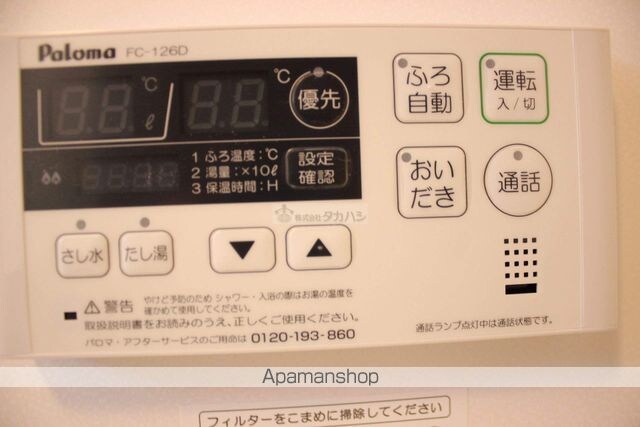 Paloma FC-126D
℃
℃
ℓ
優先
ふろ
自動
運転
入/切
1 ふろ温度:℃
2 湯量:×10ℓ
3 保温時間:H
設定
確認
おい
だき
通話
さし水
たし湯
▼
▲
株式会社タカハシ
警告 やけど予防のため シャワー・入浴の際はお湯の温度を
確かめて使用してください。
取扱説明書をお読みのうえ、正しくご使用ください。
パロマ・アフターサービスのご用命は 0120-193-860
通話ランプ点灯中は通話状態です。
Apamanshop
フィルターをこまめに掃除してください